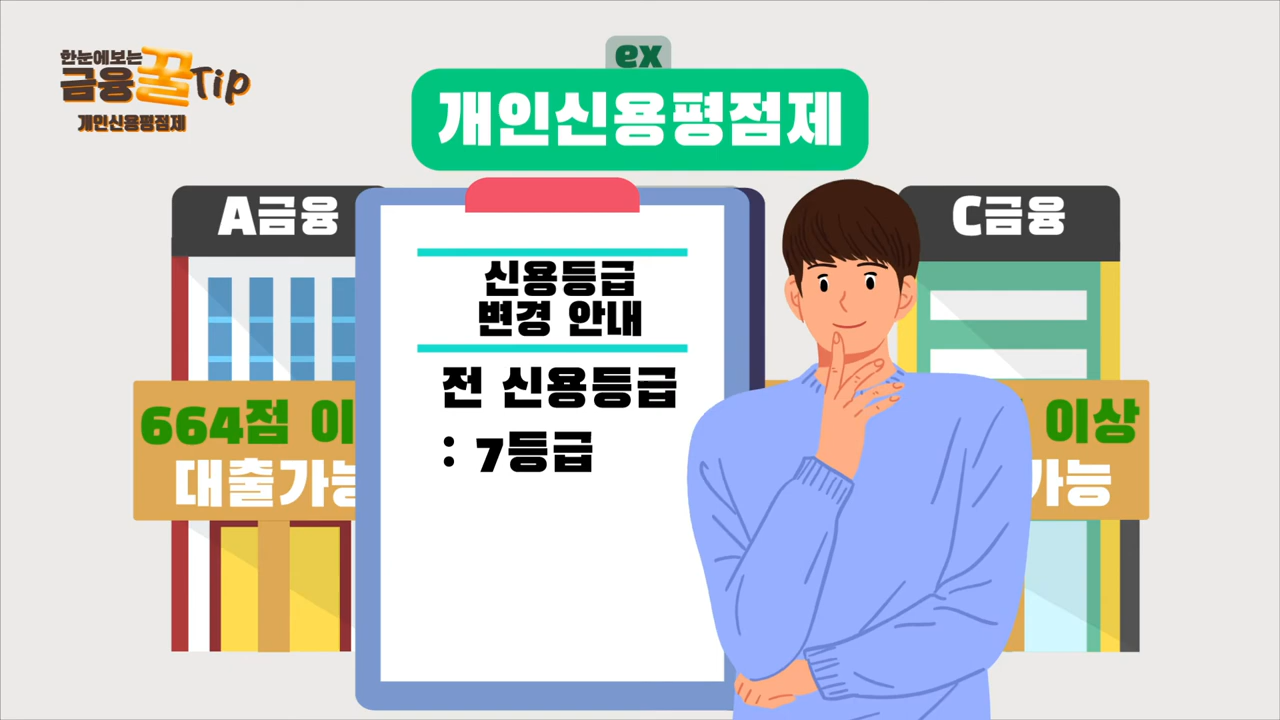 한눈에보는
금융꿀Tip
개인신용평점제
ex
개인신용평점제
A금융
C금융
신용등급
변경 안내
전 신용등급
: 7등급
664점 이
대출가능
이상
가능